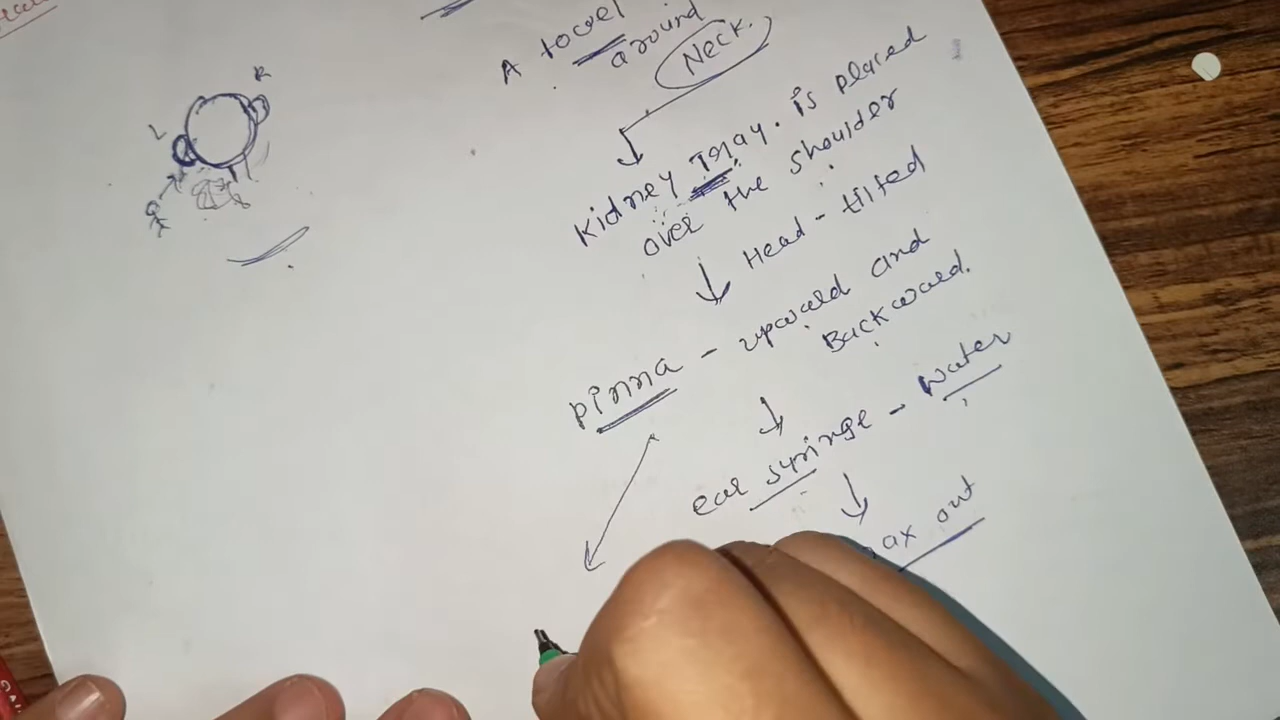 R
L
A towel
around
Neck.
Kidney Tray. is placed
over the shoulder
Head - tilted
pinna - upward and
Backward.
ear syringe - water
ax out